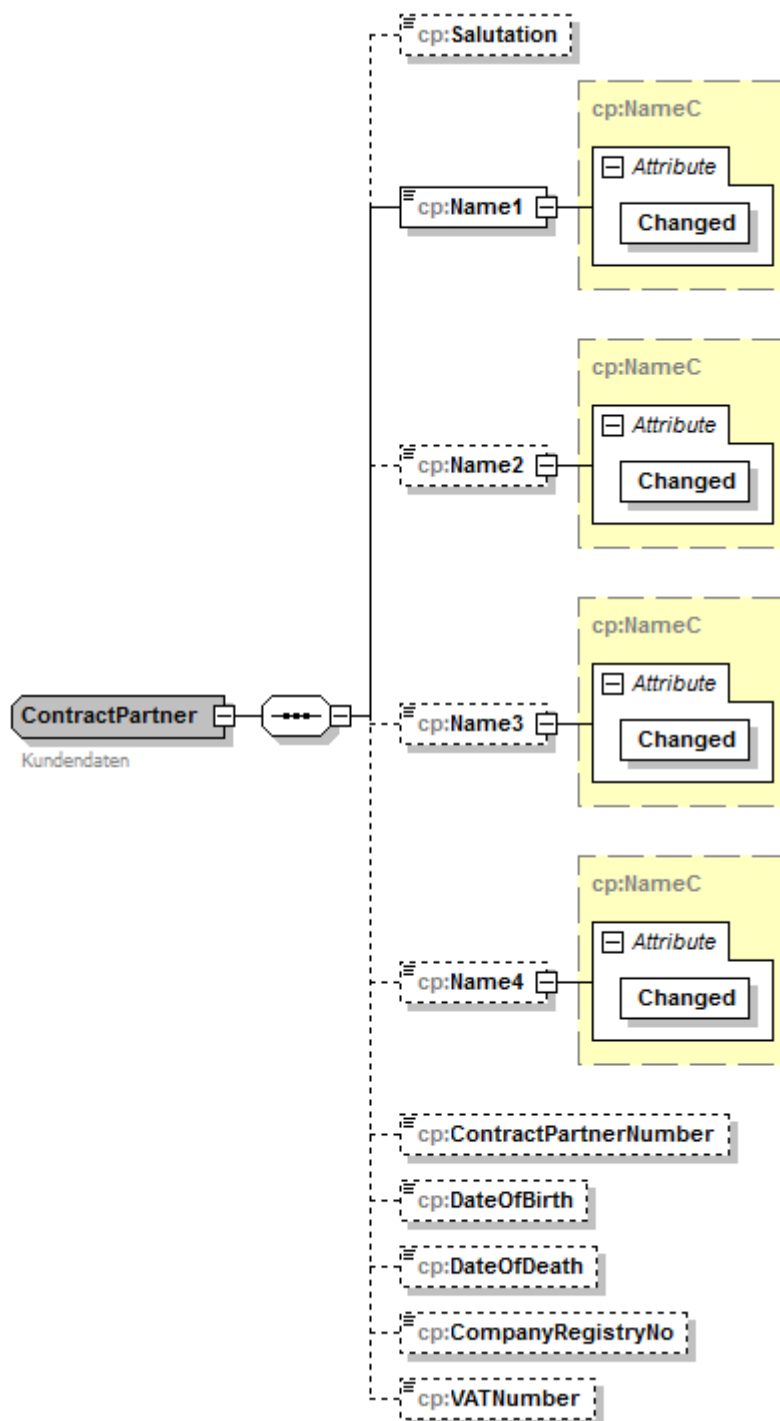 cp:Salutation
cp:NameC
Attribute
cp:Name1
Changed
cp:NameC
Attribute
cp:Name2
Changed
cp:NameC
Attribute
ContractPartner
cp:Name3
Changed
Kundendaten
cp:NameC
Attribute
cp:Name4
Changed
cp:ContractPartnerNumber
cp:DateOfBirth
cp:DateOfDeath
cp:CompanyRegistryNo
cp:VATNumber